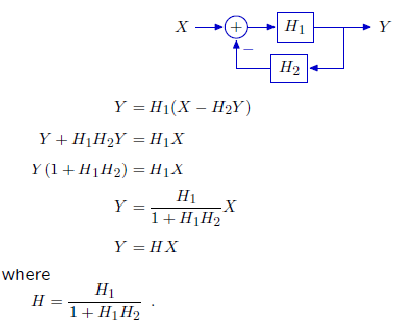 X + H₁ Y
−
H₂
Y = H₁(X − H₂Y)
Y + H₁H₂Y = H₁X
Y(1 + H₁H₂) = H₁X
Y = H₁ / (1 + H₁H₂) X
Y = HX
where
H = H₁ / (1 + H₁H₂) .